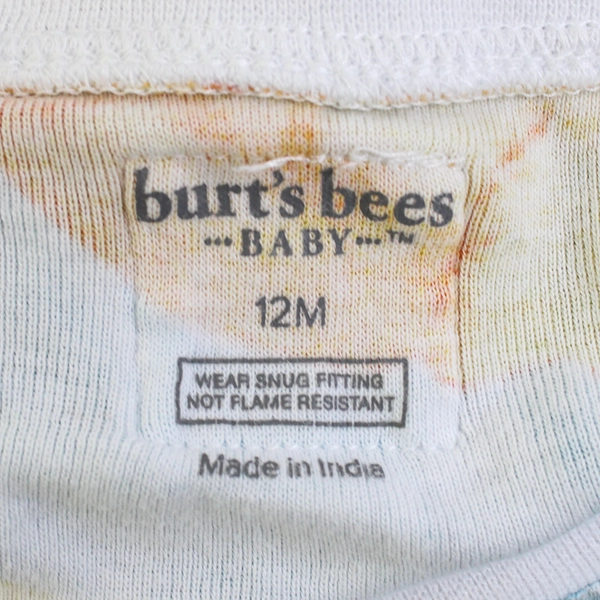 burt's bees
···BABY···™
12M
WEAR SNUG FITTING
NOT FLAME RESISTANT
Made in India